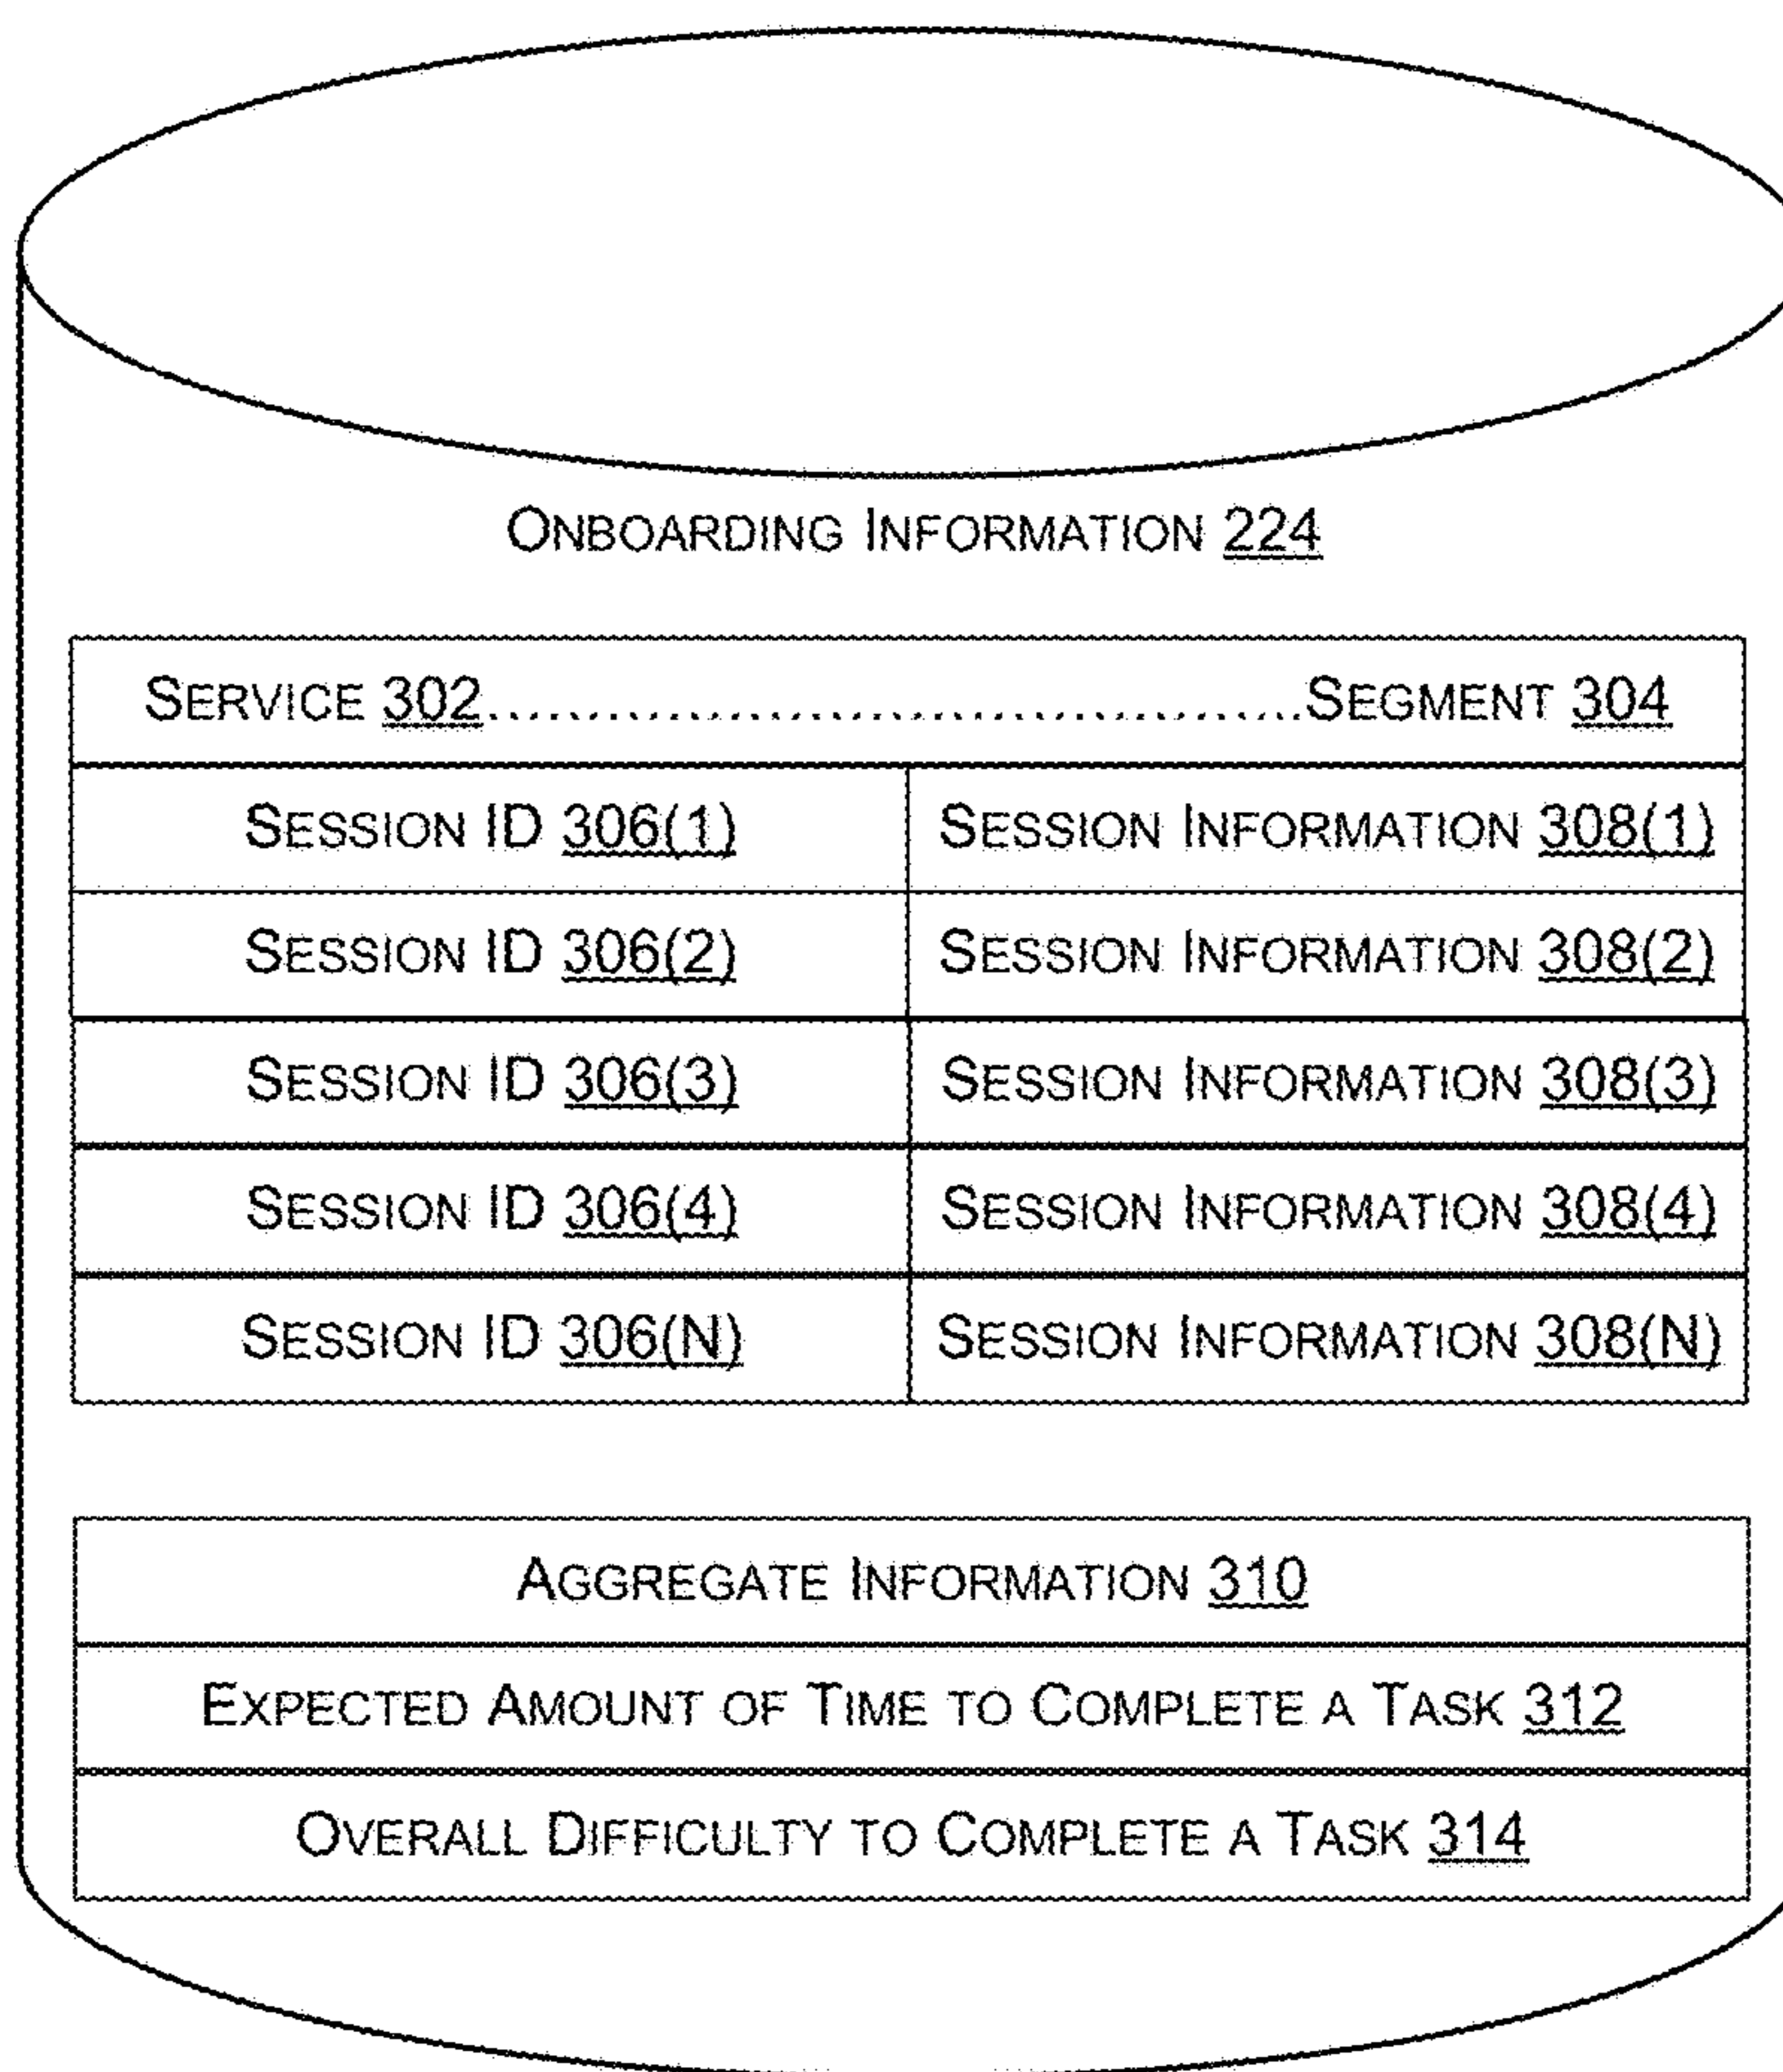 ONBOARDING INFORMATION 224
SERVICE 302......................................SEGMENT 304
SESSION ID 306(1) SESSION INFORMATION 308(1)
SESSION ID 306(2) SESSION INFORMATION 308(2)
SESSION ID 306(3) SESSION INFORMATION 308(3)
SESSION ID 306(4) SESSION INFORMATION 308(4)
SESSION ID 306(N) SESSION INFORMATION 308(N)
AGGREGATE INFORMATION 310
EXPECTED AMOUNT OF TIME TO COMPLETE A TASK 312
OVERALL DIFFICULTY TO COMPLETE A TASK 314